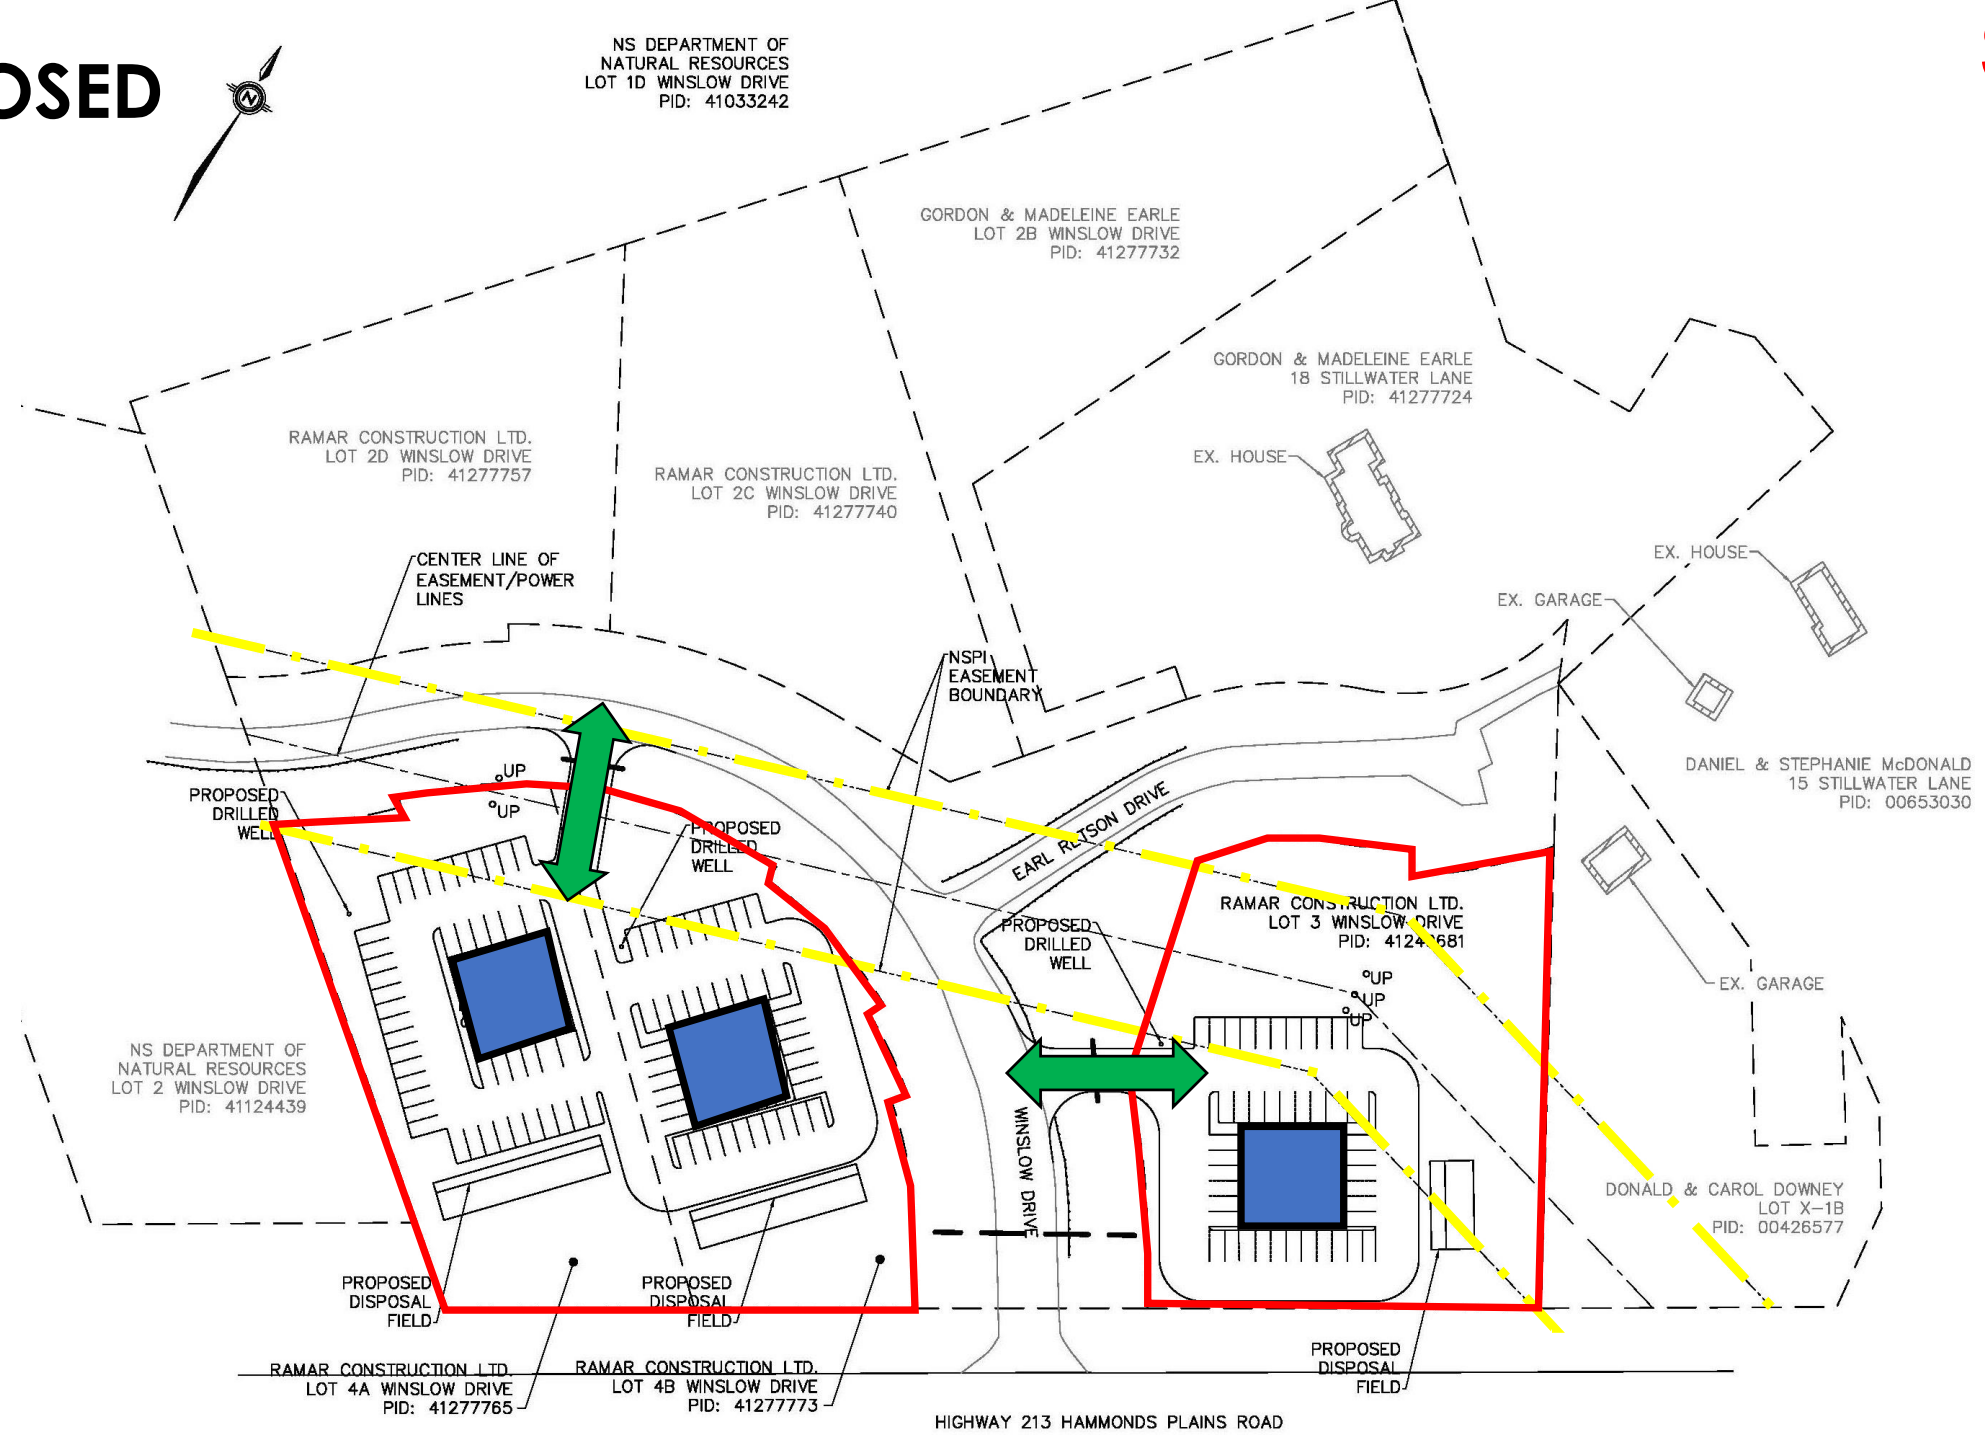 OSED
N
NS DEPARTMENT OF
NATURAL RESOURCES
LOT 1D WINSLOW DRIVE
PID: 41033242
GORDON & MADELEINE EARLE
LOT 2B WINSLOW DRIVE
PID: 41277732
GORDON & MADELEINE EARLE
18 STILLWATER LANE
PID: 41277724
RAMAR CONSTRUCTION LTD.
LOT 2D WINSLOW DRIVE
PID: 41277757
RAMAR CONSTRUCTION LTD.
LOT 2C WINSLOW DRIVE
PID: 41277740
EX. HOUSE
EX. HOUSE
EX. GARAGE
CENTER LINE OF
EASEMENT/POWER
LINES
NSPI
EASEMENT
BOUNDARY
DANIEL & STEPHANIE McDONALD
15 STILLWATER LANE
PID: 00653030
UP
UP
PROPOSED
DRILLED
WELL
PROPOSED
DRILLED
WELL
EARL RETSON DRIVE
RAMAR CONSTRUCTION LTD.
LOT 3 WINSLOW DRIVE
PROPOSED
DRILLED
WELL
UP
UP
UP
EX. GARAGE
NS DEPARTMENT OF
NATURAL RESOURCES
LOT 2 WINSLOW DRIVE
PID: 41124439
WINSLOW DRIVE
DONALD & CAROL DOWNEY
LOT X-1B
PID: 00426577
PROPOSED
DISPOSAL
FIELD
PROPOSED
DISPOSAL
FIELD
PROPOSED
DISPOSAL
FIELD
RAMAR CONSTRUCTION LTD.
LOT 4A WINSLOW DRIVE
PID: 41277765
RAMAR CONSTRUCTION LTD.
LOT 4B WINSLOW DRIVE
PID: 41277773
HIGHWAY 213 HAMMONDS PLAINS ROAD